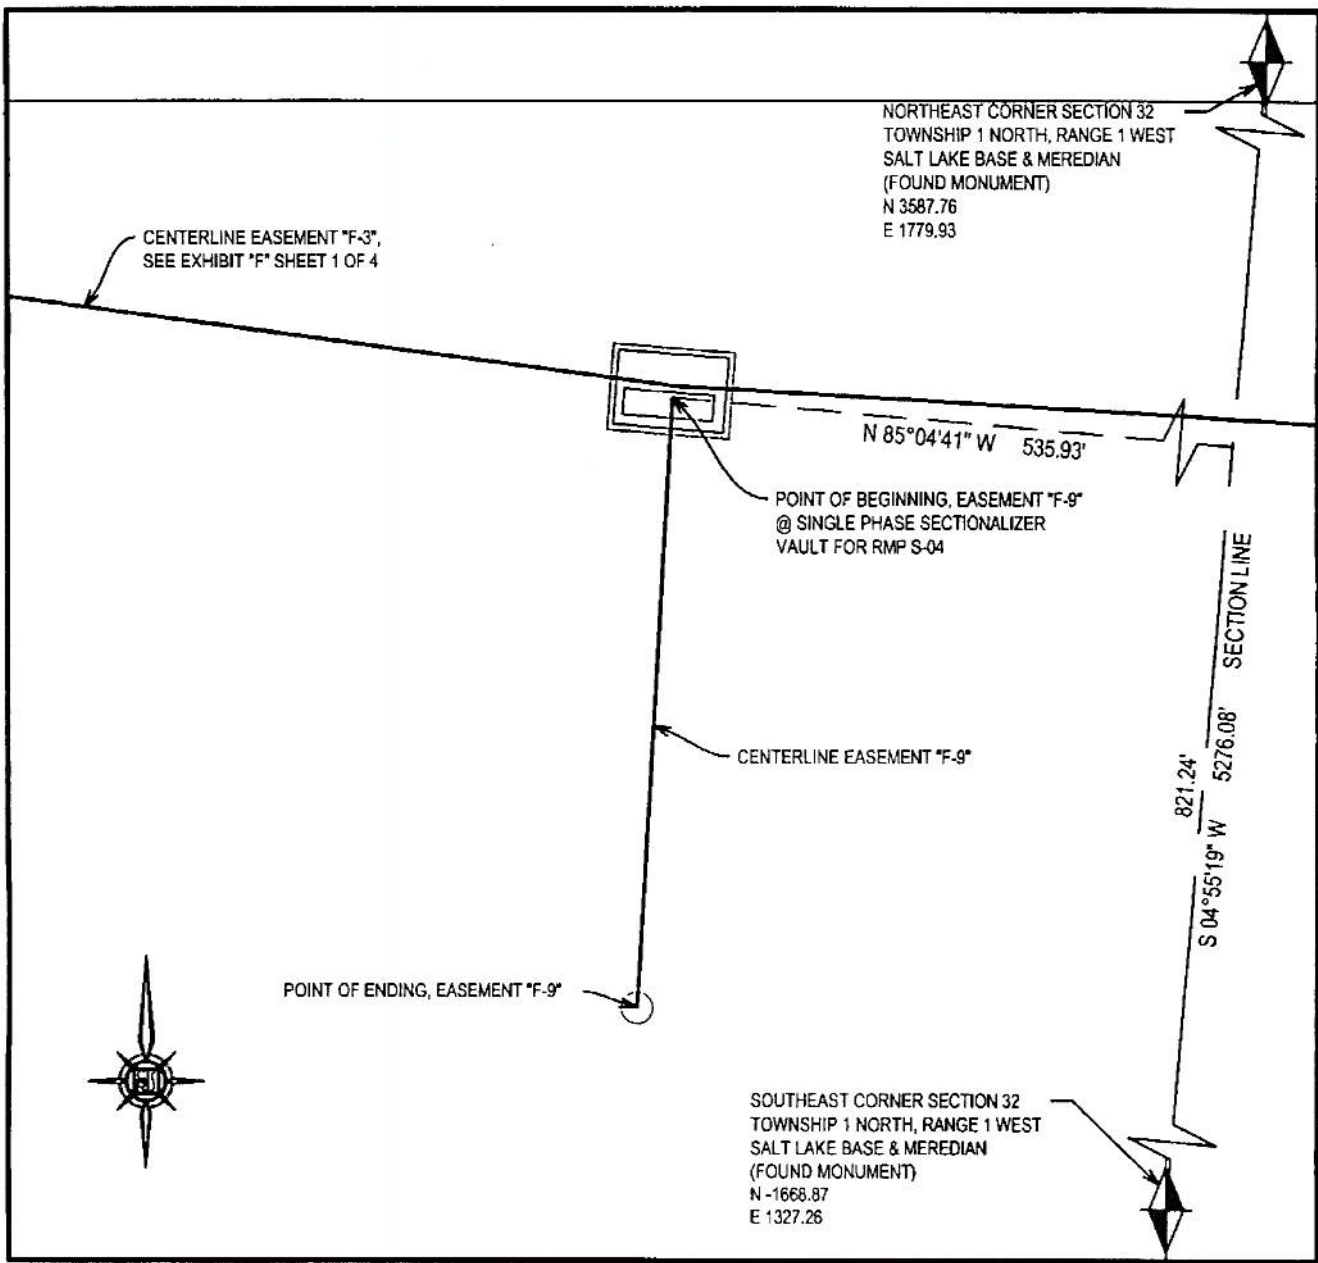 NORTHEAST CORNER SECTION 32
TOWNSHIP 1 NORTH, RANGE 1 WEST
SALT LAKE BASE & MEREDIAN
(FOUND MONUMENT)
N 3587.76
E 1779.93
CENTERLINE EASEMENT "F-3",
SEE EXHIBIT "F" SHEET 1 OF 4
N 85°04'41" W 535.93'
POINT OF BEGINNING, EASEMENT "F-9"
@ SINGLE PHASE SECTIONALIZER
VAULT FOR RMP S-04
CENTERLINE EASEMENT "F-9"
821.24'
S 04°55'19" W 5276.08' SECTION LINE
POINT OF ENDING, EASEMENT "F-9"
SOUTHEAST CORNER SECTION 32
TOWNSHIP 1 NORTH, RANGE 1 WEST
SALT LAKE BASE & MEREDIAN
(FOUND MONUMENT)
N -1668.87
E 1327.26